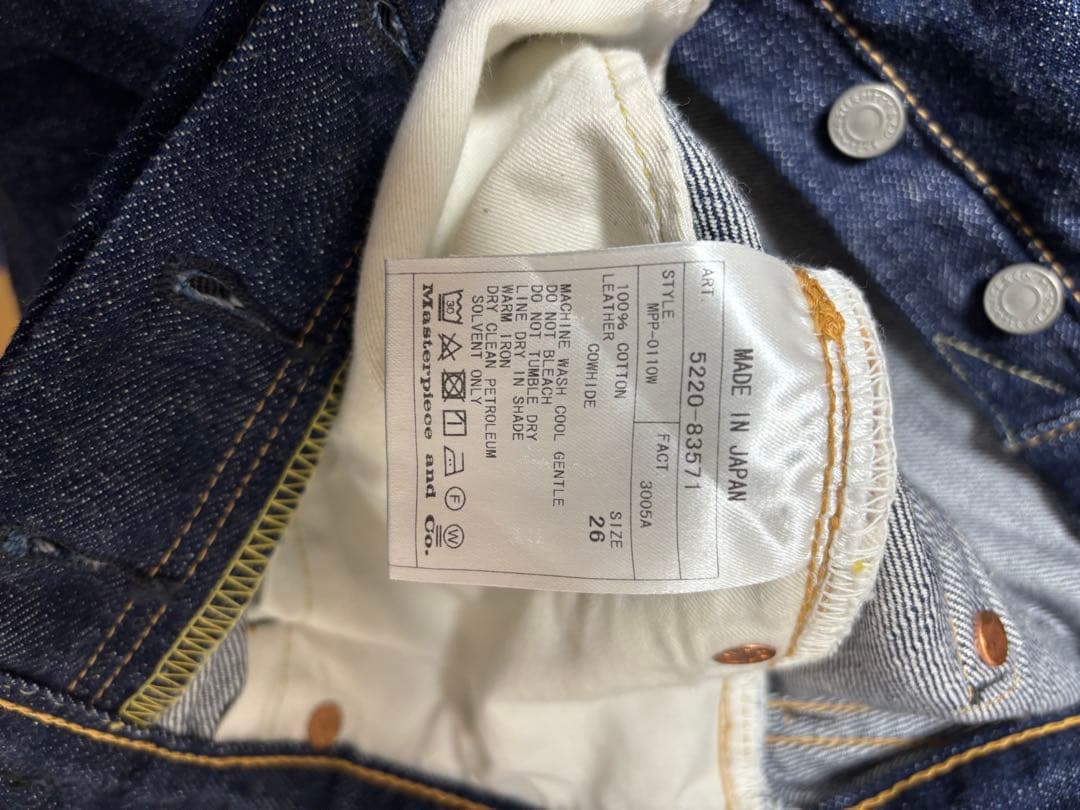 MADE IN JAPAN
ART. 5220-83571
STYLE FACT
MPP-0110W 3005A
100% COTTON SIZE
LEATHER COWHIDE 26
MACHINE WASH COOL GENTLE
DO NOT BLEACH
DO NOT TUMBLE DRY
LINE DRY IN SHADE
WARM IRON
DRY CLEAN PETROLEUM
SOLVENT ONLY
30 F W
Masterpiece and Co.